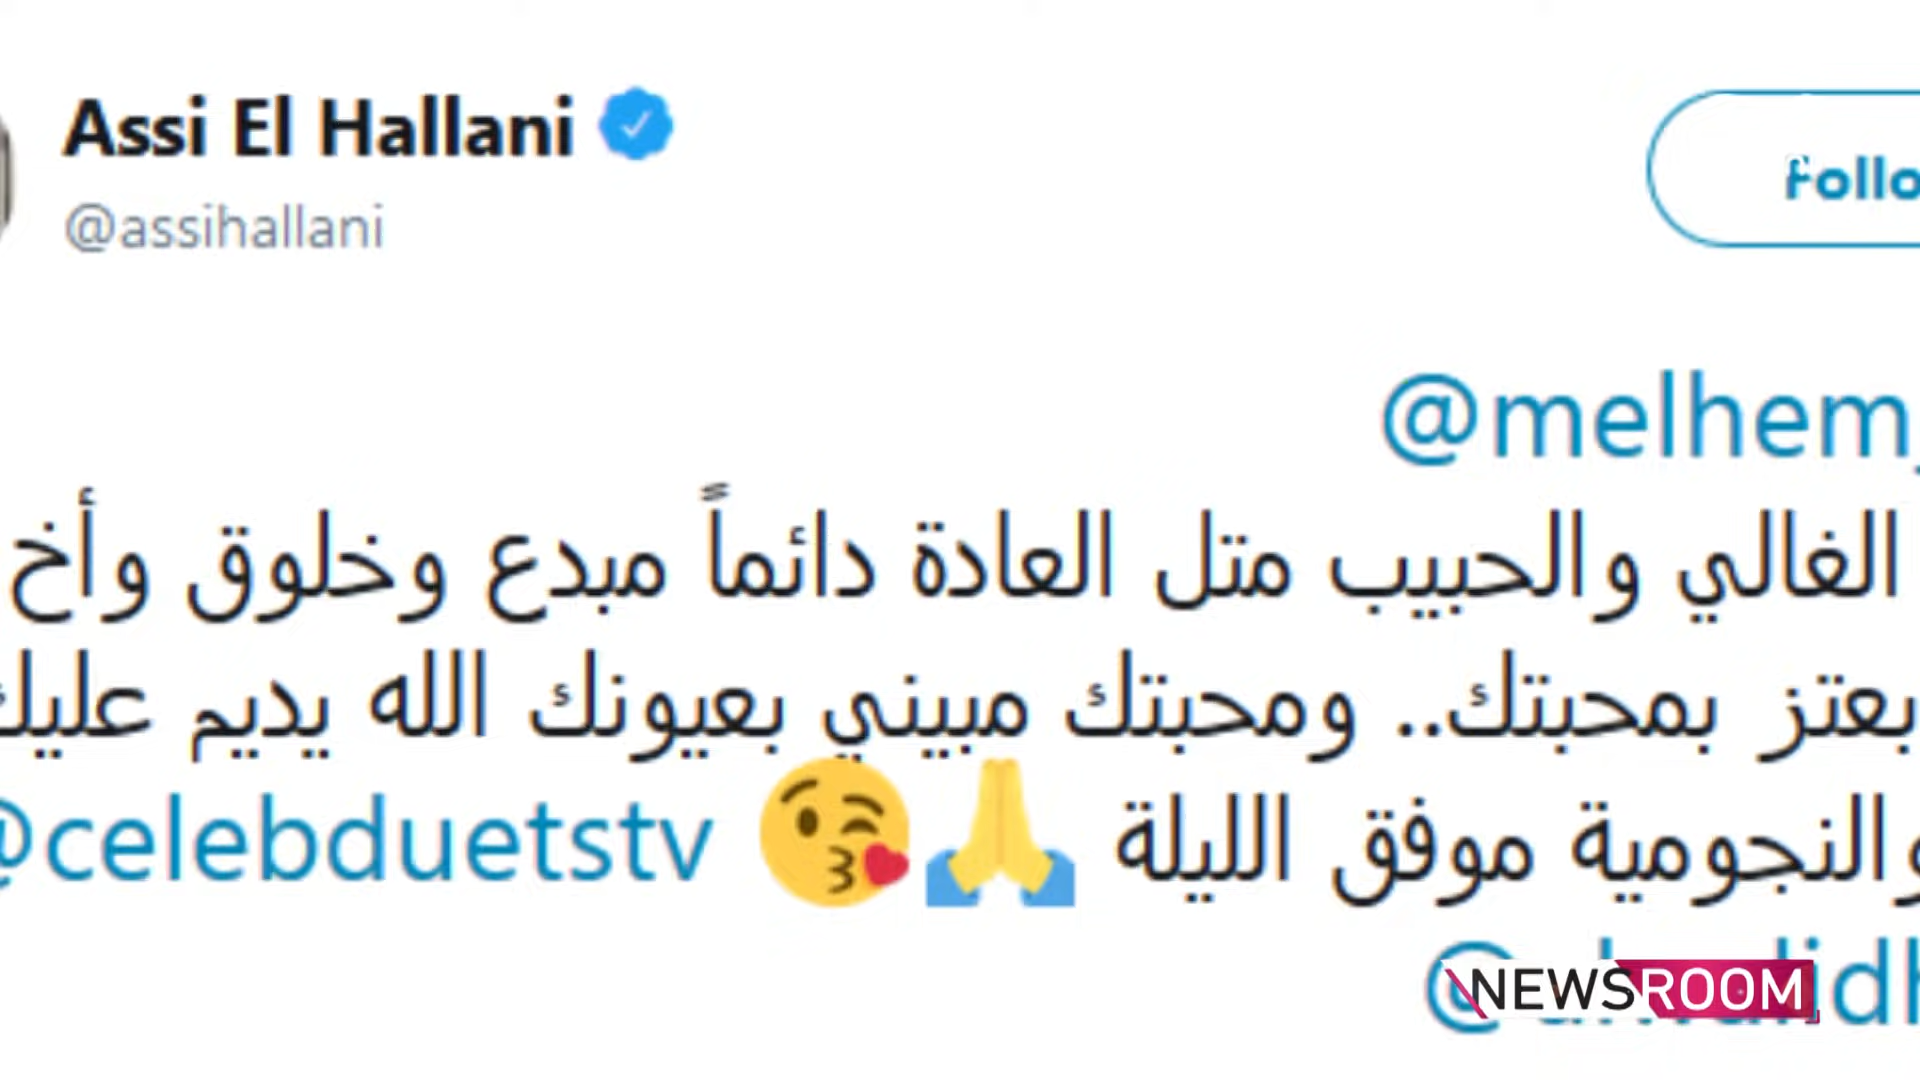 Assi El Hallani
@assihallani
Follo
@melhem
الغالي والحبيب متل العادة دائماً مبدع وخلوق وأخ
بعتز بمحبتك.. ومحبتك مبيني بعيونك الله يديم عليك
والنجومية موفق الليلة 🙏😘 @celebduetstv
NEWSROOM